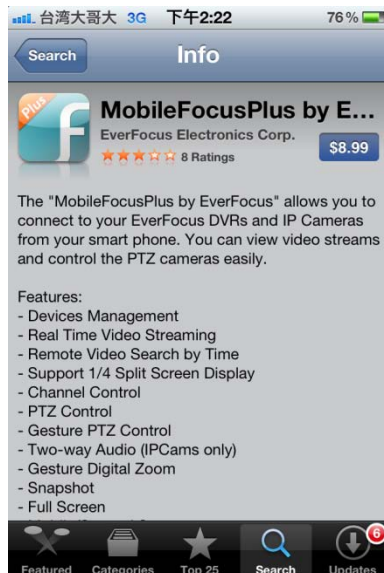 台湾大哥大 3G 下午2:22 76%
Search Info
Plus
f
MobileFocusPlus by E...
EverFocus Electronics Corp.
8 Ratings
$8.99
The "MobileFocusPlus by EverFocus" allows you to
connect to your EverFocus DVRs and IP Cameras
from your smart phone. You can view video streams
and control the PTZ cameras easily.
Features:
- Devices Management
- Real Time Video Streaming
- Remote Video Search by Time
- Support 1/4 Split Screen Display
- Channel Control
- PTZ Control
- Gesture PTZ Control
- Two-way Audio (IPCams only)
- Gesture Digital Zoom
- Snapshot
- Full Screen
6
Featured Categories Top 25 Search Updates